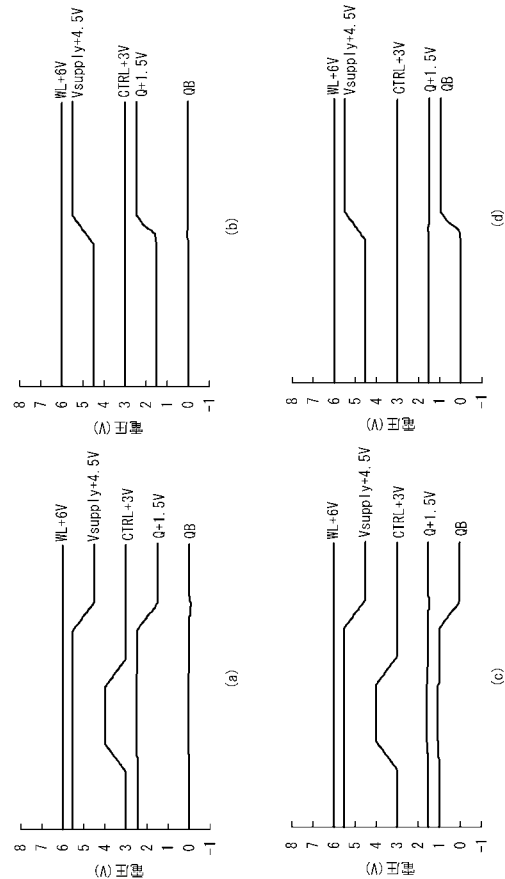 8
7
6
5
4
3
2
1
0
-1
電圧(V)
WL+6V
Vsupply+4.5V
CTRL+3V
Q+1.5V
QB
(a)
8
7
6
5
4
3
2
1
0
-1
電圧(V)
WL+6V
Vsupply+4.5V
CTRL+3V
Q+1.5V
QB
(b)
8
7
6
5
4
3
2
1
0
-1
電圧(V)
WL+6V
Vsupply+4.5V
CTRL+3V
Q+1.5V
QB
(c)
8
7
6
5
4
3
2
1
0
-1
電圧(V)
WL+6V
Vsupply+4.5V
CTRL+3V
Q+1.5V
QB
(d)